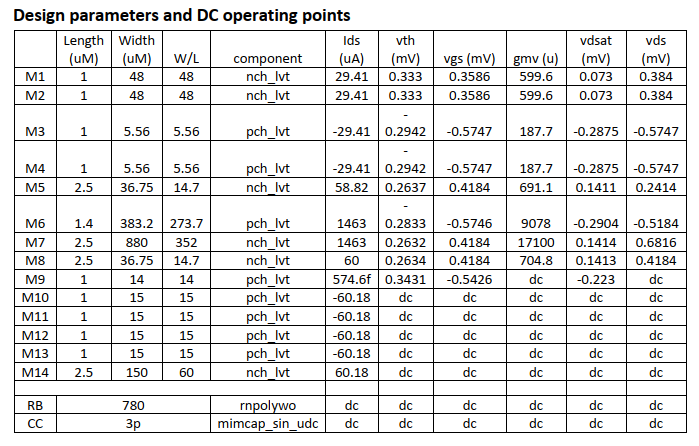 Design parameters and DC operating points
Length (uM) Width (uM) W/L component Ids (uA) vth (mV) vgs (mV) gmv (u) vdsat (mV) vds (mV)
M1 1 48 48 nch_lvt 29.41 0.333 0.3586 599.6 0.073 0.384
M2 1 48 48 nch_lvt 29.41 0.333 0.3586 599.6 0.073 0.384
M3 1 5.56 5.56 pch_lvt -29.41 -0.2942 -0.5747 187.7 -0.2875 -0.5747
M4 1 5.56 5.56 pch_lvt -29.41 -0.2942 -0.5747 187.7 -0.2875 -0.5747
M5 2.5 36.75 14.7 nch_lvt 58.82 0.2637 0.4184 691.1 0.1411 0.2414
M6 1.4 383.2 273.7 pch_lvt 1463 -0.2833 -0.5746 9078 -0.2904 -0.5184
M7 2.5 880 352 nch_lvt 1463 0.2632 0.4184 17100 0.1414 0.6816
M8 2.5 36.75 14.7 nch_lvt 60 0.2634 0.4184 704.8 0.1413 0.4184
M9 1 14 14 pch_lvt 574.6f 0.3431 -0.5426 dc -0.223 dc
M10 1 15 15 pch_lvt -60.18 dc dc dc dc dc
M11 1 15 15 pch_lvt -60.18 dc dc dc dc dc
M12 1 15 15 pch_lvt -60.18 dc dc dc dc dc
M13 1 15 15 pch_lvt -60.18 dc dc dc dc dc
M14 2.5 150 60 nch_lvt 60.18 dc dc dc dc dc
RB 780 rnpolywo dc dc dc dc dc dc
CC 3p mimcap_sin_udc dc dc dc dc dc dc